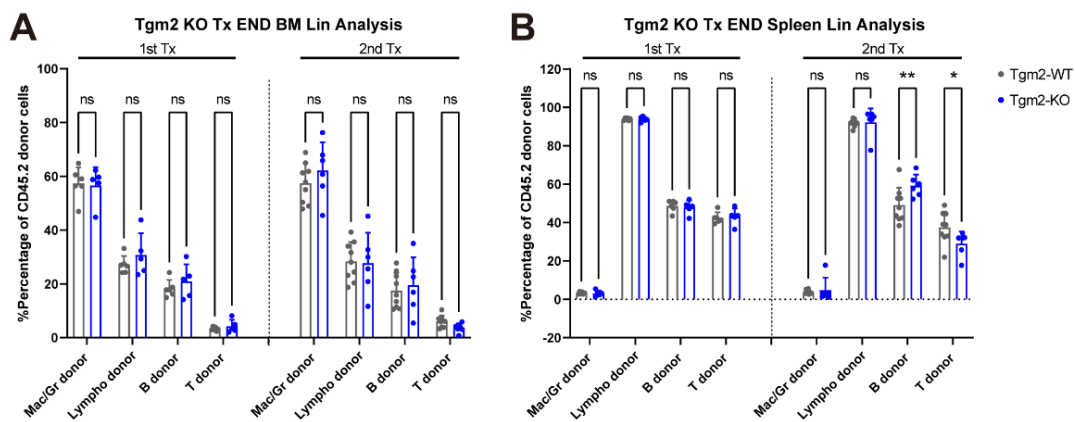 A
Tgm2 KO Tx END BM Lin Analysis
1st Tx
2nd Tx
ns ns ns ns ns ns ns ns
%Percentage of CD45.2 donor cells
100
80
60
40
20
0
Mac/Gr donor
Lympho donor
B donor
T donor
Mac/Gr donor
Lympho donor
B donor
T donor
B
Tgm2 KO Tx END Spleen Lin Analysis
1st Tx
2nd Tx
ns ns ns ns ns ns ** *
%Percentage of CD45.2 donor cells
120
100
80
60
40
20
0
-20
Mac/Gr donor
Lympho donor
B donor
T donor
Mac/Gr donor
Lympho donor
B donor
T donor
Tgm2-WT
Tgm2-KO